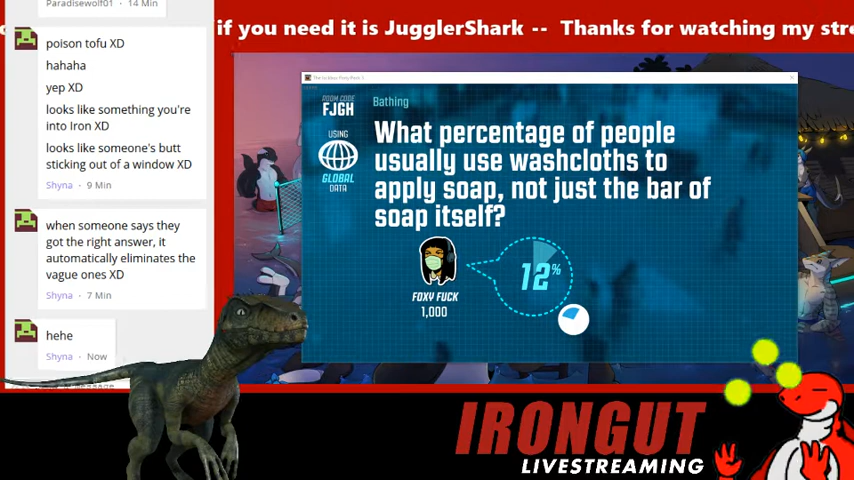 Paradisewolf01 • 14 Min
if you need it is JugglerShark -- Thanks for watching my stre
poison tofu XD
hahaha
yep XD
looks like something you're
into Iron XD
looks like someone's butt
sticking out of a window XD
Shyna • 9 Min
when someone says they
got the right answer, it
automatically eliminates the
vague ones XD
Shyna • 7 Min
hehe
Shyna • Now
ROOM CODE
FJGH
USING
GLOBAL
DATA
Bathing
What percentage of people
usually use washcloths to
apply soap, not just the bar of
soap itself?
12%
FOXY FUCK
1,000
IRONGUT
LIVESTREAMING